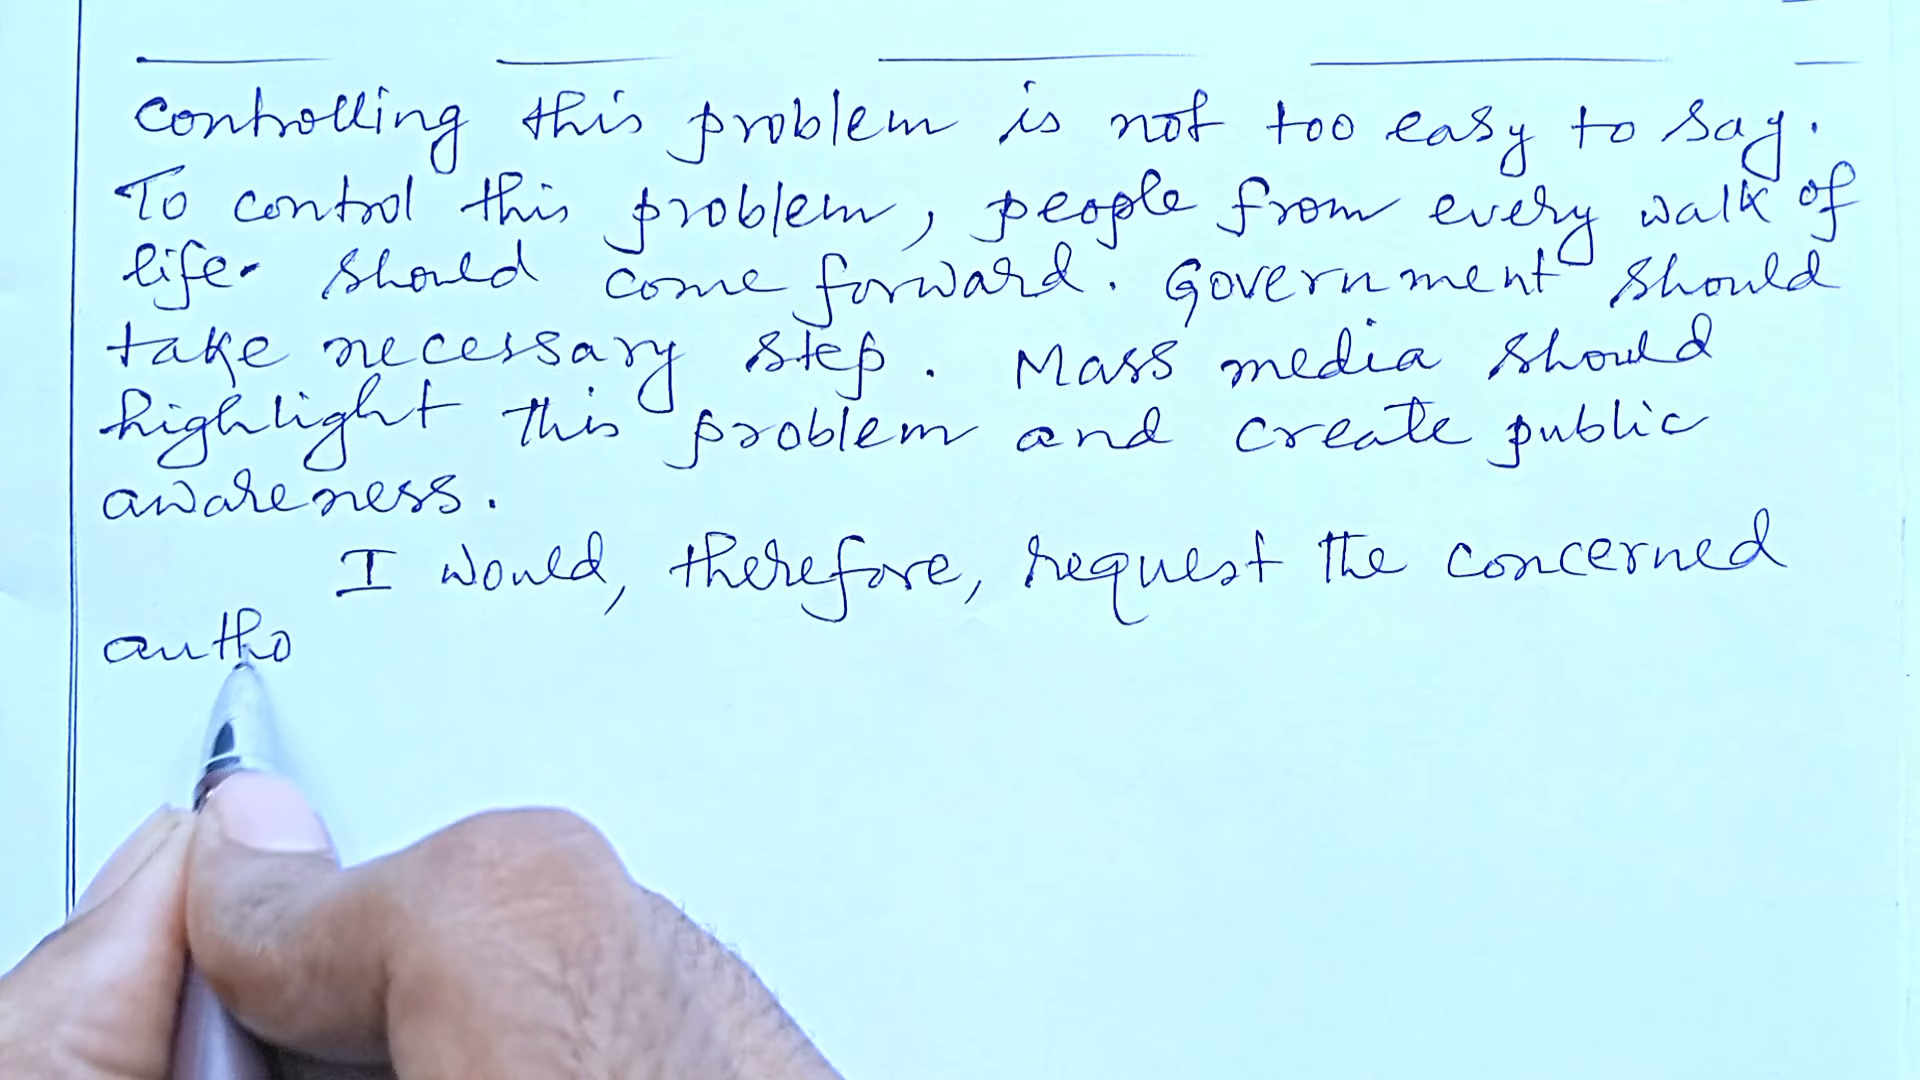 Controlling this problem is not too easy to say.
To control this problem, people from every walk of
life should come forward. Government should
take necessary step. Mass media should
highlight this problem and create public
awareness.
I would, therefore, request the concerned
autho